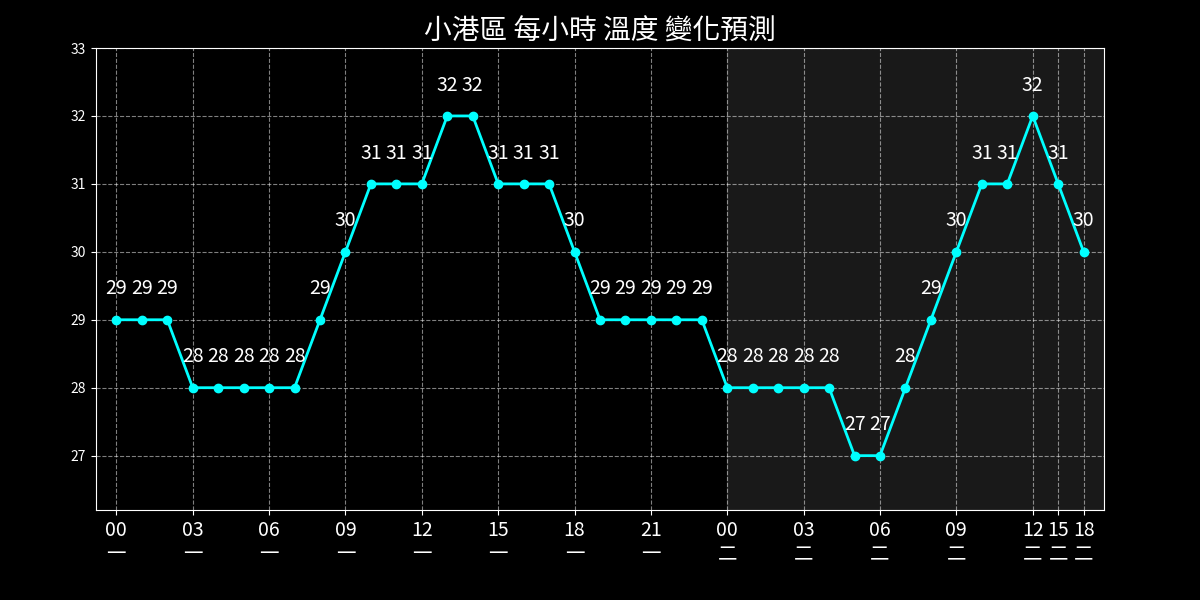 小港區 每小時 溫度 變化預測
33
32 32 32
32
31 31 31 31 31 31 31 31 31
31
30 30 30 30
30
29 29 29 29 29 29 29 29 29 29
29
28 28 28 28 28 28 28 28 28 28 28
28
27 27
27
00 03 06 09 12 15 18 21 00 03 06 09 12 15 18
一 一 一 一 一 一 一 一 二 二 二 二 二 二 二